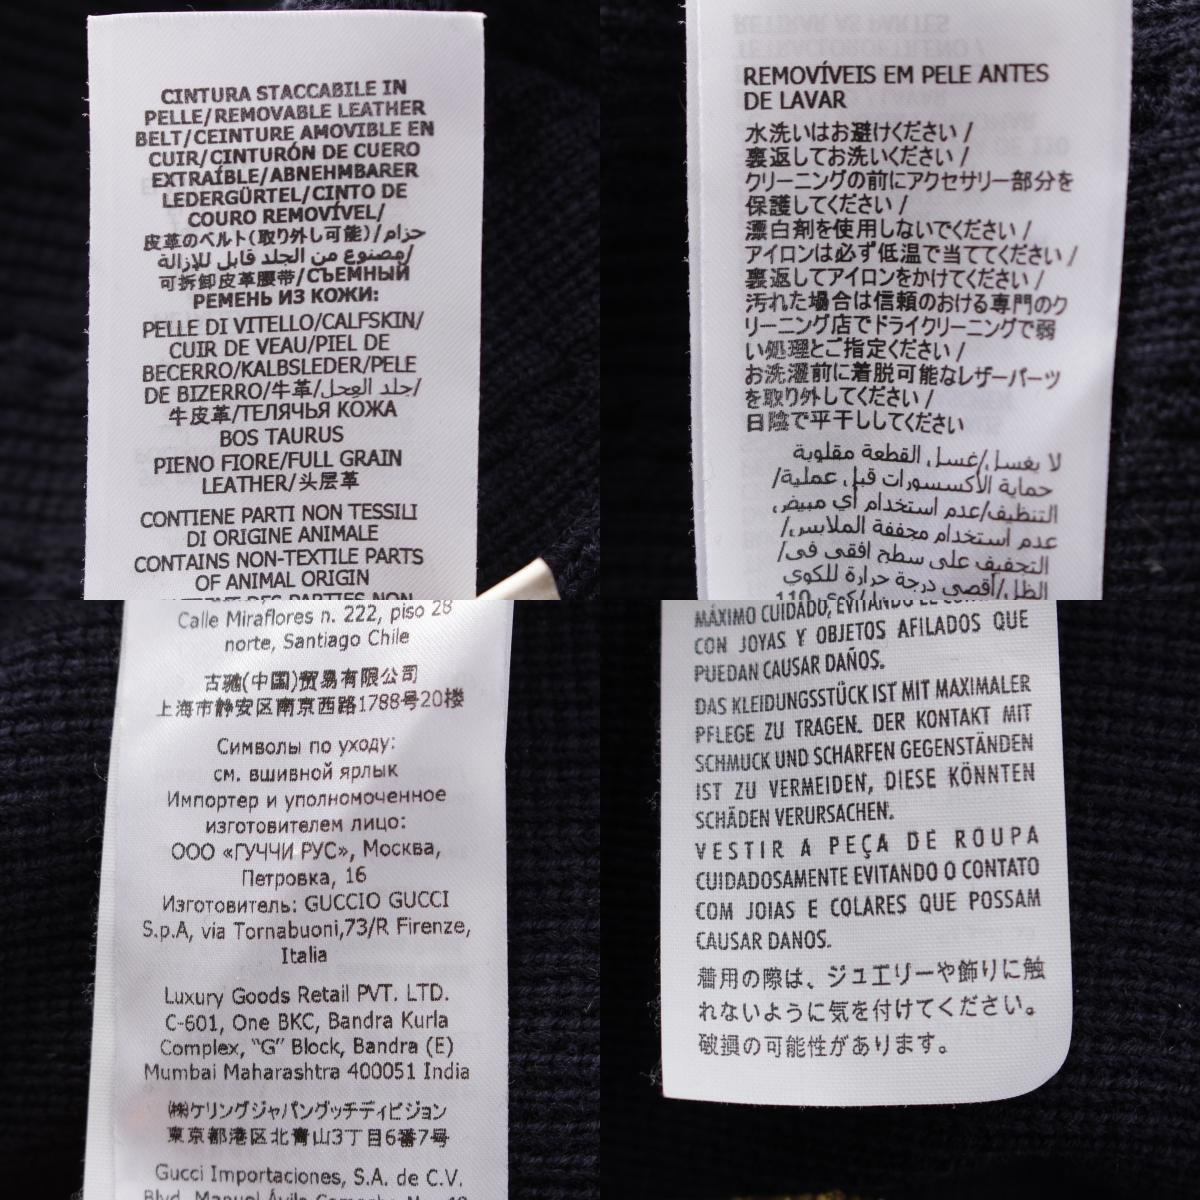 CINTURA STACCABILE IN
PELLE/REMOVABLE LEATHER
BELT/CEINTURE AMOVIBLE EN
CUIR/CINTURÓN DE CUERO
EXTRAÍBLE/ABNEHMBARER
LEDERGÜRTEL/CINTO DE
COURO REMOVÍVEL/
皮革のベルト(取り外し可能)/حزام
مصنوع من الجلد قابل للإزالة/
可拆卸皮革腰带/СЪЕМНЫЙ
РЕМЕНЬ ИЗ КОЖИ:
PELLE DI VITELLO/CALFSKIN/
CUIR DE VEAU/PIEL DE
BECERRO/KALBSLEDER/PELE
DE BIZERRO/牛革/جلد العجل/
牛皮革/ТЕЛЯЧЬЯ КОЖА
BOS TAURUS
PIENO FIORE/FULL GRAIN
LEATHER/头层革
CONTIENE PARTI NON TESSILI
DI ORIGINE ANIMALE
CONTAINS NON-TEXTILE PARTS
OF ANIMAL ORIGIN
REMOVÍVEIS EM PELE ANTES
DE LAVAR
水洗いはお避けください /
裏返してお洗いください /
クリーニングの前にアクセサリー部分を
保護してください /
漂白剤を使用しないでください /
アイロンは必ず低温で当ててください /
裏返してアイロンをかけてください /
汚れた場合は信頼のおける専門のク
リーニング店でドライクリーニングで弱
い処理とご指定ください /
お洗濯前に着脱可能なレザーパーツ
を取り外してください /
日陰で平干ししてください
لا يغسل/غسل القطعة مقلوبة
حماية الأكسسورات قبل عملية/
التنظيف/عدم استخدام أي مبيض
عدم استخدام مجففة الملابس/
التجفيف على سطح افقي في/
الظل/أقصى درجة حرارة للكوي
Calle Miraflores n. 222, piso 28
norte, Santiago Chile
古驰(中国)贸易有限公司
上海市静安区南京西路1788号20楼
Символы по уходу:
см. вшивной ярлык
Импортер и уполномоченное
изготовителем лицо:
ООО «ГУЧЧИ РУС», Москва,
Петровка, 16
Изготовитель: GUCCIO GUCCI
S.p.A, via Tornabuoni,73/R Firenze,
Italia
Luxury Goods Retail PVT. LTD.
C-601, One BKC, Bandra Kurla
Complex, "G" Block, Bandra (E)
Mumbai Maharashtra 400051 India
㈱ケリングジャパングッチディビジョン
東京都港区北青山3丁目6番7号
Gucci Importaciones, S.A. de C.V.
MÁXIMO CUIDADO, EVITANDO EL
CON JOYAS Y OBJETOS AFILADOS QUE
PUEDAN CAUSAR DAÑOS.
DAS KLEIDUNGSSTÜCK IST MIT MAXIMALER
PFLEGE ZU TRAGEN. DER KONTAKT MIT
SCHMUCK UND SCHARFEN GEGENSTÄNDEN
IST ZU VERMEIDEN, DIESE KÖNNTEN
SCHÄDEN VERURSACHEN.
VESTIR A PEÇA DE ROUPA
CUIDADOSAMENTE EVITANDO O CONTATO
COM JOIAS E COLARES QUE POSSAM
CAUSAR DANOS.
着用の際は、ジュエリーや飾りに触
れないように気を付けてください。
破損の可能性があります。